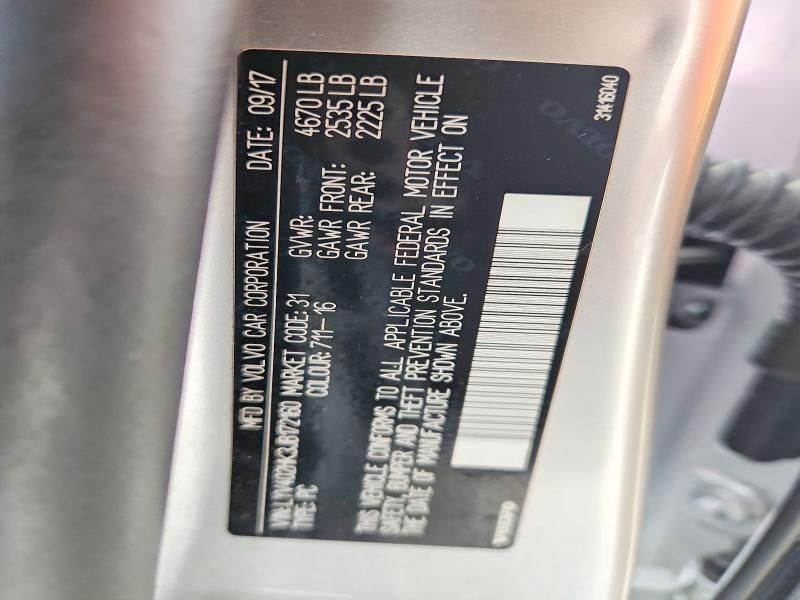 MFD BY VOLVO CAR CORPORATION DATE: 09/17
MARKET CODE: 31 GVWR: 4670 LB
TYPE: PC COLOUR: 711-16 GAWR FRONT: 2535 LB
GAWR REAR: 2225 LB
THIS VEHICLE CONFORMS TO ALL APPLICABLE FEDERAL MOTOR VEHICLE
SAFETY, BUMPER AND THEFT PREVENTION STANDARDS IN EFFECT ON
THE DATE OF MANUFACTURE SHOWN ABOVE.
VOLVO
31416040